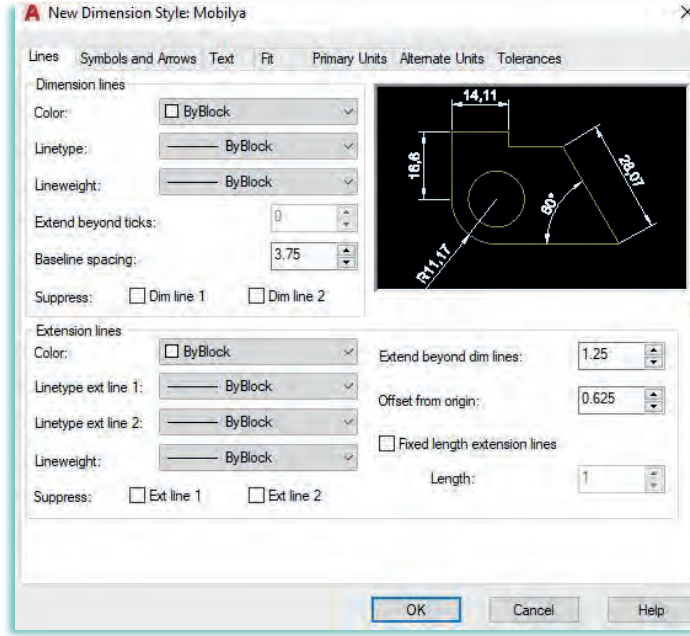 A New Dimension Style: Mobilya
Lines Symbols and Arrows Text Fit Primary Units Alternate Units Tolerances
Dimension lines
Color: ByBlock
Linetype: ByBlock
Lineweight: ByBlock
Extend beyond ticks: 0
Baseline spacing: 3.75
Suppress: Dim line 1 Dim line 2
14,11
16,6
28,07
60°
R11,17
Extension lines
Color: ByBlock
Linetype ext line 1: ByBlock
Linetype ext line 2: ByBlock
Lineweight: ByBlock
Suppress: Ext line 1 Ext line 2
Extend beyond dim lines: 1.25
Offset from origin: 0.625
Fixed length extension lines
Length: 1
OK Cancel Help